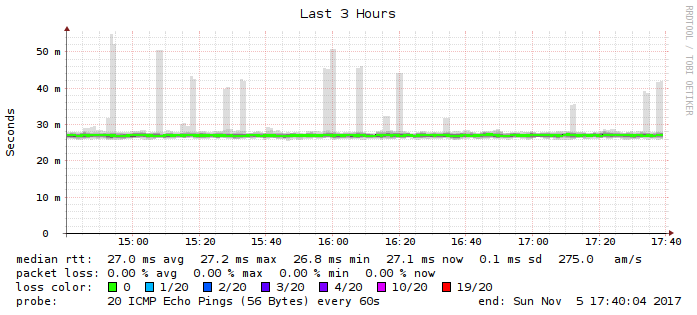 Last 3 Hours
RRDTOOL / TOBI OETIKER
Seconds
50 m
40 m
30 m
20 m
10 m
0
15:00 15:20 15:40 16:00 16:20 16:40 17:00 17:20 17:40
median rtt: 27.0 ms avg 27.2 ms max 26.8 ms min 27.1 ms now 0.1 ms sd 275.0 am/s
packet loss: 0.00 % avg 0.00 % max 0.00 % min 0.00 % now
loss color: 0 1/20 2/20 3/20 4/20 10/20 19/20
probe: 20 ICMP Echo Pings (56 Bytes) every 60s end: Sun Nov 5 17:40:04 2017